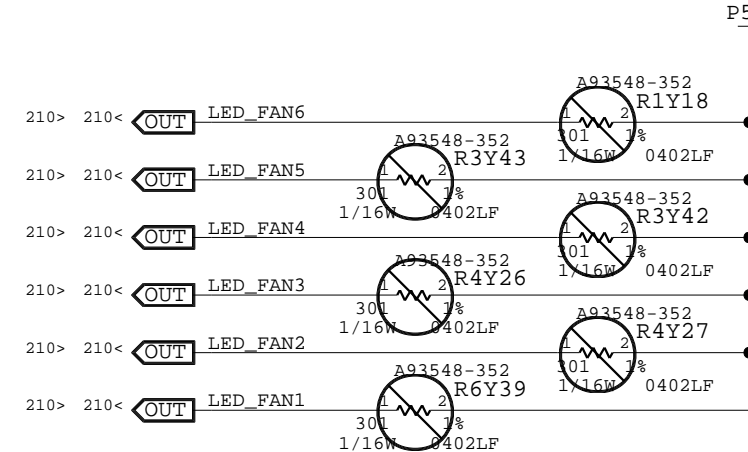 P5
A93548-352
R1Y18
210> 210< OUT LED_FAN6 1 2
301 1%
1/16W 0402LF
A93548-352
R3Y43
210> 210< OUT LED_FAN5 1 2
301 1%
1/16W 0402LF
A93548-352
R3Y42
210> 210< OUT LED_FAN4 1 2
301 1%
1/16W 0402LF
A93548-352
R4Y26
210> 210< OUT LED_FAN3 1 2
301 1%
1/16W 0402LF
A93548-352
R4Y27
210> 210< OUT LED_FAN2 1 2
301 1%
1/16W 0402LF
A93548-352
R6Y39
210> 210< OUT LED_FAN1 1 2
301 1%
1/16W 0402LF